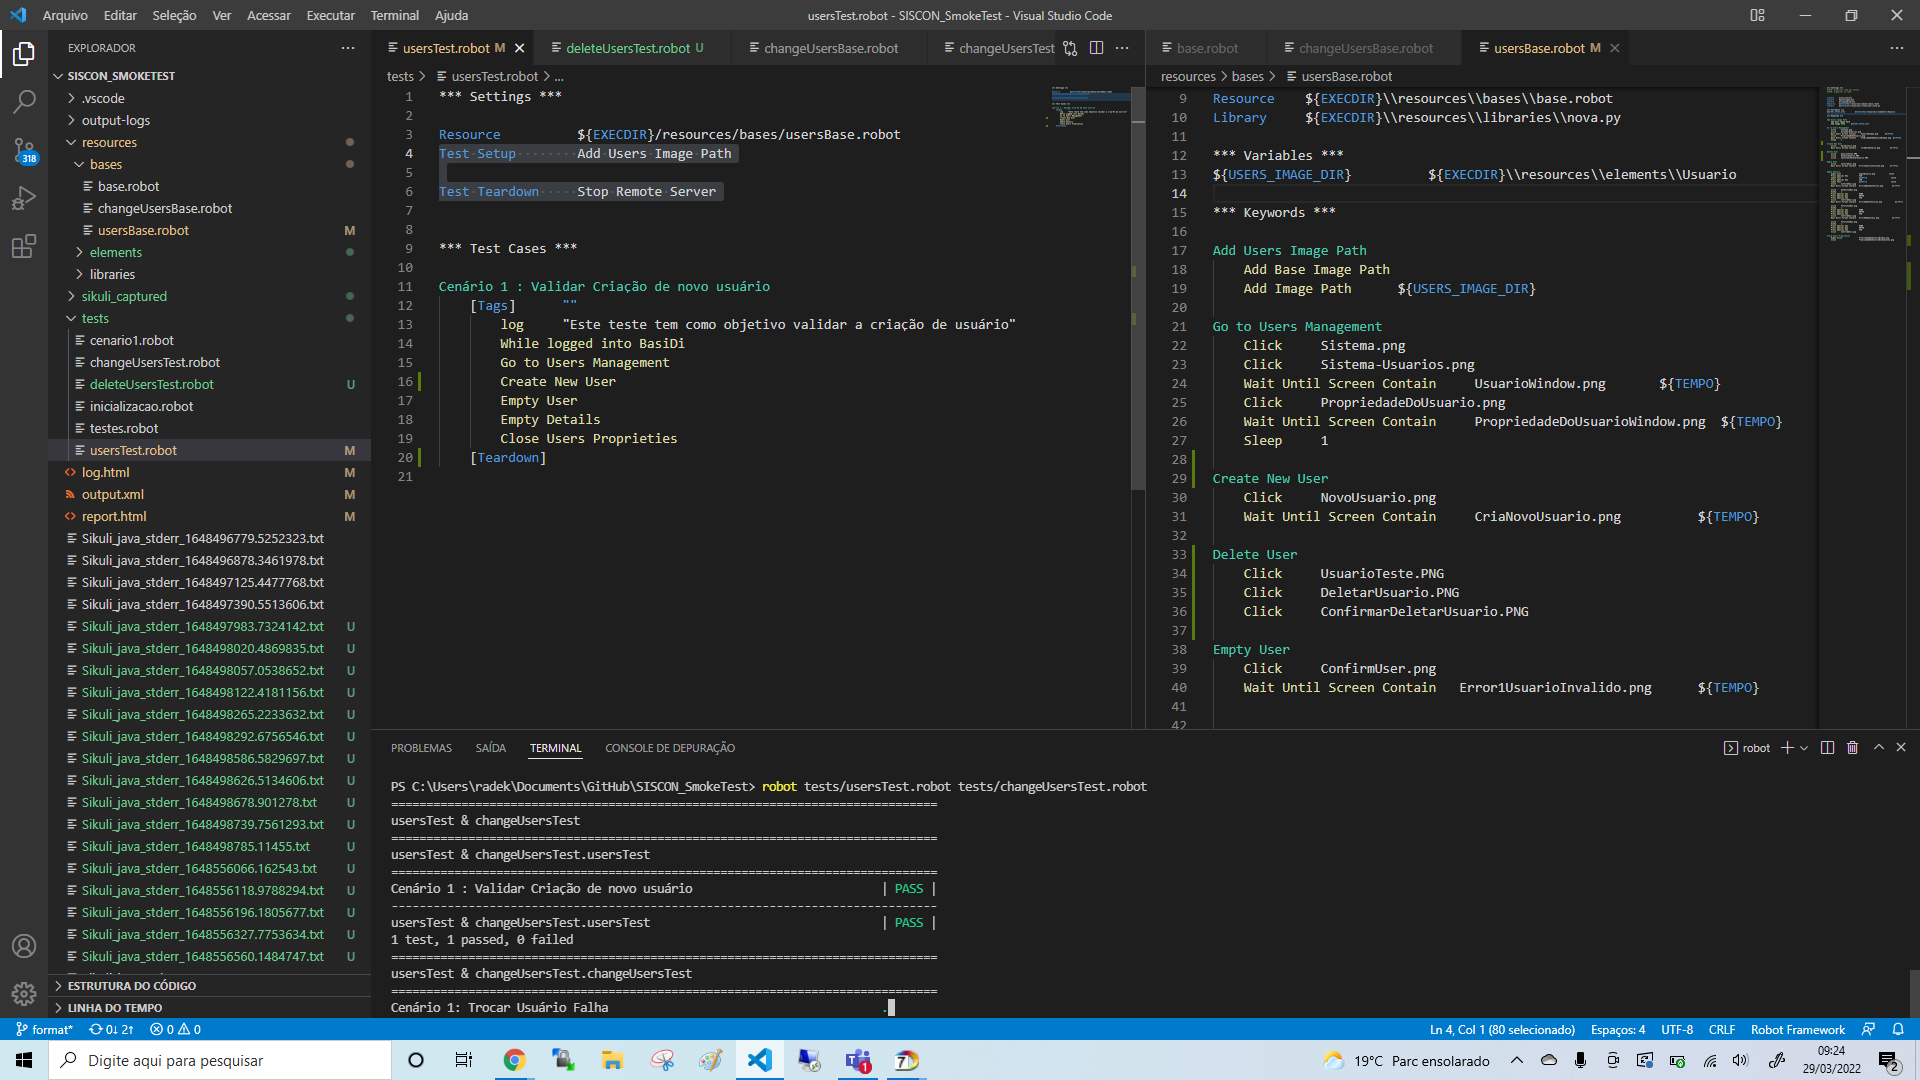 Arquivo Editar Seleção Ver Acessar Executar Terminal Ajuda
usersTest.robot - SISCON_SmokeTest - Visual Studio Code
EXPLORADOR
SISCON_SMOKETEST
.vscode
output-logs
resources
bases
base.robot
changeUsersBase.robot
usersBase.robot M
elements
libraries
sikuli_captured
tests
cenario1.robot
changeUsersTest.robot
deleteUsersTest.robot U
inicializacao.robot
testes.robot
usersTest.robot M
log.html M
output.xml M
report.html M
Sikuli_java_stderr_1648496779.5252323.txt
Sikuli_java_stderr_1648496878.3461978.txt
Sikuli_java_stderr_1648497125.4477768.txt
Sikuli_java_stderr_1648497390.5513606.txt
Sikuli_java_stderr_1648497983.7324142.txt U
Sikuli_java_stderr_1648498020.4869835.txt U
Sikuli_java_stderr_1648498057.0538652.txt U
Sikuli_java_stderr_1648498122.4181156.txt U
Sikuli_java_stderr_1648498265.2233632.txt U
Sikuli_java_stderr_1648498292.6756546.txt U
Sikuli_java_stderr_1648498586.5829697.txt U
Sikuli_java_stderr_1648498626.5134606.txt U
Sikuli_java_stderr_1648498678.901278.txt U
Sikuli_java_stderr_1648498739.7561293.txt U
Sikuli_java_stderr_1648498785.11455.txt U
Sikuli_java_stderr_1648556066.162543.txt U
Sikuli_java_stderr_1648556118.9788294.txt U
Sikuli_java_stderr_1648556196.1805677.txt U
Sikuli_java_stderr_1648556327.7753634.txt U
Sikuli_java_stderr_1648556560.1484747.txt U
ESTRUTURA DO CÓDIGO
LINHA DO TEMPO
318
usersTest.robot M deleteUsersTest.robot U changeUsersBase.robot changeUsersTest
tests > usersTest.robot > ...
1 *** Settings ***
2
3 Resource ${EXECDIR}/resources/bases/usersBase.robot
4 Test Setup Add Users Image Path
5
6 Test Teardown Stop Remote Server
7
8
9 *** Test Cases ***
10
11 Cenário 1 : Validar Criação de novo usuário
12 [Tags] ""
13 log "Este teste tem como objetivo validar a criação de usuário"
14 While logged into BasiDi
15 Go to Users Management
16 Create New User
17 Empty User
18 Empty Details
19 Close Users Proprieties
20 [Teardown]
21
base.robot changeUsersBase.robot usersBase.robot M
resources > bases > usersBase.robot
9 Resource ${EXECDIR}\\resources\\bases\\base.robot
10 Library ${EXECDIR}\\resources\\libraries\\nova.py
11
12 *** Variables ***
13 ${USERS_IMAGE_DIR} ${EXECDIR}\\resources\\elements\\Usuario
14
15 *** Keywords ***
16
17 Add Users Image Path
18 Add Base Image Path
19 Add Image Path ${USERS_IMAGE_DIR}
20
21 Go to Users Management
22 Click Sistema.png
23 Click Sistema-Usuarios.png
24 Wait Until Screen Contain UsuarioWindow.png ${TEMPO}
25 Click PropriedadeDoUsuario.png
26 Wait Until Screen Contain PropriedadeDoUsuarioWindow.png ${TEMPO}
27 Sleep 1
28
29 Create New User
30 Click NovoUsuario.png
31 Wait Until Screen Contain CriaNovoUsuario.png ${TEMPO}
32
33 Delete User
34 Click UsuarioTeste.PNG
35 Click DeletarUsuario.PNG
36 Click ConfirmarDeletarUsuario.PNG
37
38 Empty User
39 Click ConfirmUser.png
40 Wait Until Screen Contain Error1UsuarioInvalido.png ${TEMPO}
41
42
PROBLEMAS SAÍDA TERMINAL CONSOLE DE DEPURAÇÃO
robot
PS C:\Users\radek\Documents\GitHub\SISCON_SmokeTest> robot tests/usersTest.robot tests/changeUsersTest.robot
==============================================================================
usersTest & changeUsersTest
==============================================================================
usersTest & changeUsersTest.usersTest
==============================================================================
Cenário 1 : Validar Criação de novo usuário | PASS |
------------------------------------------------------------------------------
usersTest & changeUsersTest.usersTest | PASS |
1 test, 1 passed, 0 failed
==============================================================================
usersTest & changeUsersTest.changeUsersTest
==============================================================================
Cenário 1: Trocar Usuário Falha .
format* 0↓ 2↑ 0 0
Ln 4, Col 1 (80 selecionado) Espaços: 4 UTF-8 CRLF Robot Framework
Digite aqui para pesquisar
1
7
19°C Parc ensolarado
09:24
29/03/2022
2